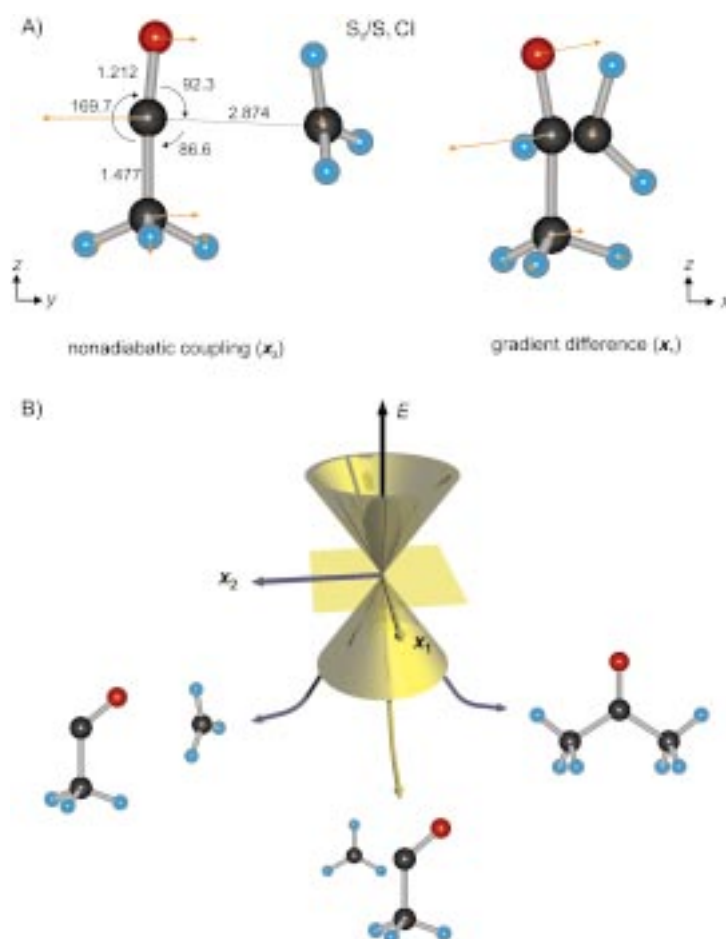 A)
S₀/S₁ CI
1.212
92.3
169.7
2.874
86.6
1.477
z
y
z
x
nonadiabatic coupling (x₂)
gradient difference (x₁)
B)
E
x₂
x₁